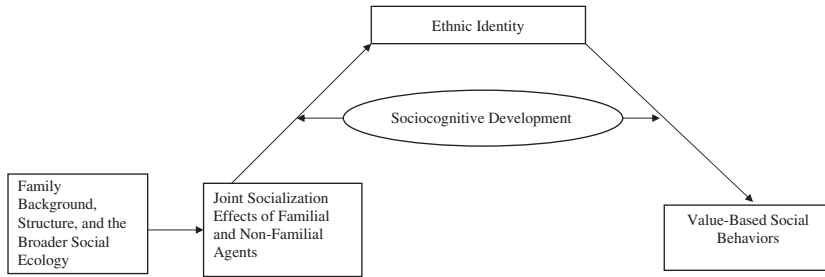 Ethnic Identity
Sociocognitive Development
Family
Background,
Structure, and the
Broader Social
Ecology
Joint Socialization
Effects of Familial
and Non-Familial
Agents
Value-Based Social
Behaviors